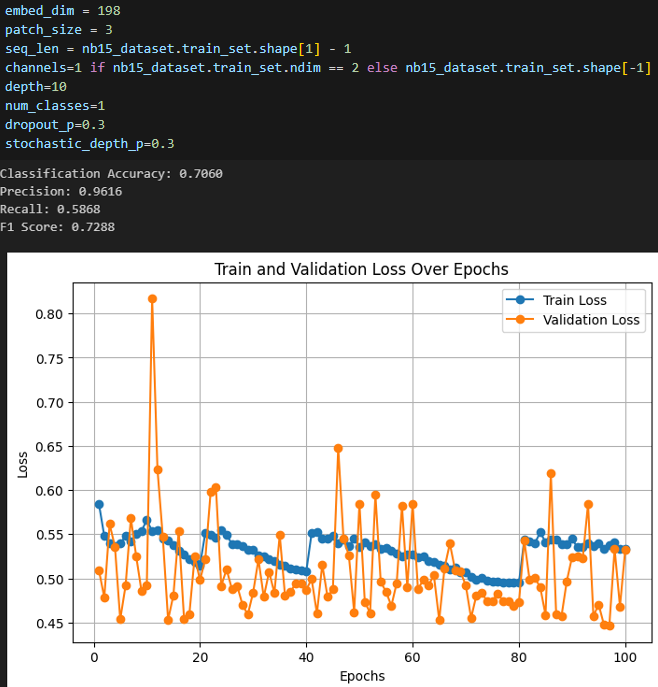 embed_dim = 198
patch_size = 3
seq_len = nb15_dataset.train_set.shape[1] - 1
channels=1 if nb15_dataset.train_set.ndim == 2 else nb15_dataset.train_set.shape[-1]
depth=10
num_classes=1
dropout_p=0.3
stochastic_depth_p=0.3
Classification Accuracy: 0.7060
Precision: 0.9616
Recall: 0.5868
F1 Score: 0.7288
Train and Validation Loss Over Epochs
Train Loss
Validation Loss
0.80
0.75
0.70
0.65
0.60
0.55
0.50
0.45
Loss
0 20 40 60 80 100
Epochs